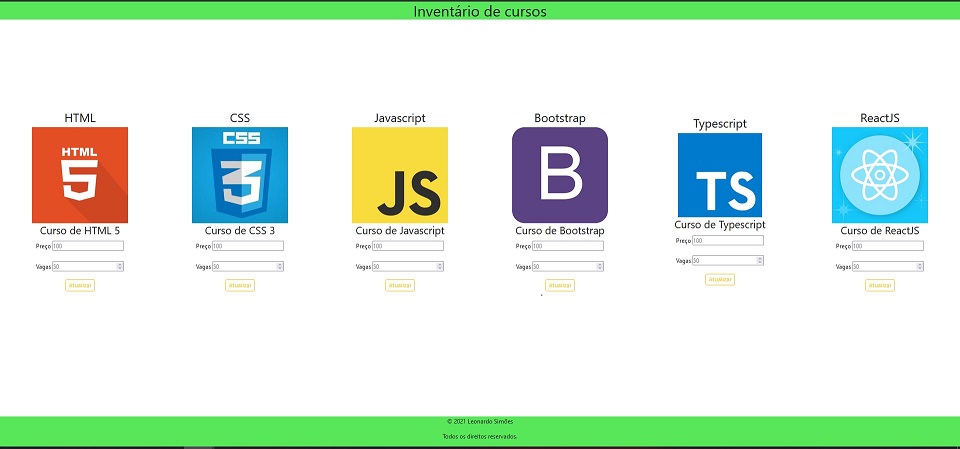 Inventário de cursos
HTML
HTML
5
Curso de HTML 5
Preço 100
Vagas 50
Atualizar
CSS
CSS
3
Curso de CSS 3
Preço 100
Vagas 50
Atualizar
Javascript
JS
Curso de Javascript
Preço 100
Vagas 50
Atualizar
Bootstrap
B
Curso de Bootstrap
Preço 100
Vagas 50
Atualizar
Typescript
TS
Curso de Typescript
Preço 100
Vagas 50
Atualizar
ReactJS
Curso de ReactJS
Preço 100
Vagas 50
Atualizar
© 2021 Leonardo Simões
Todos os direitos reservados.